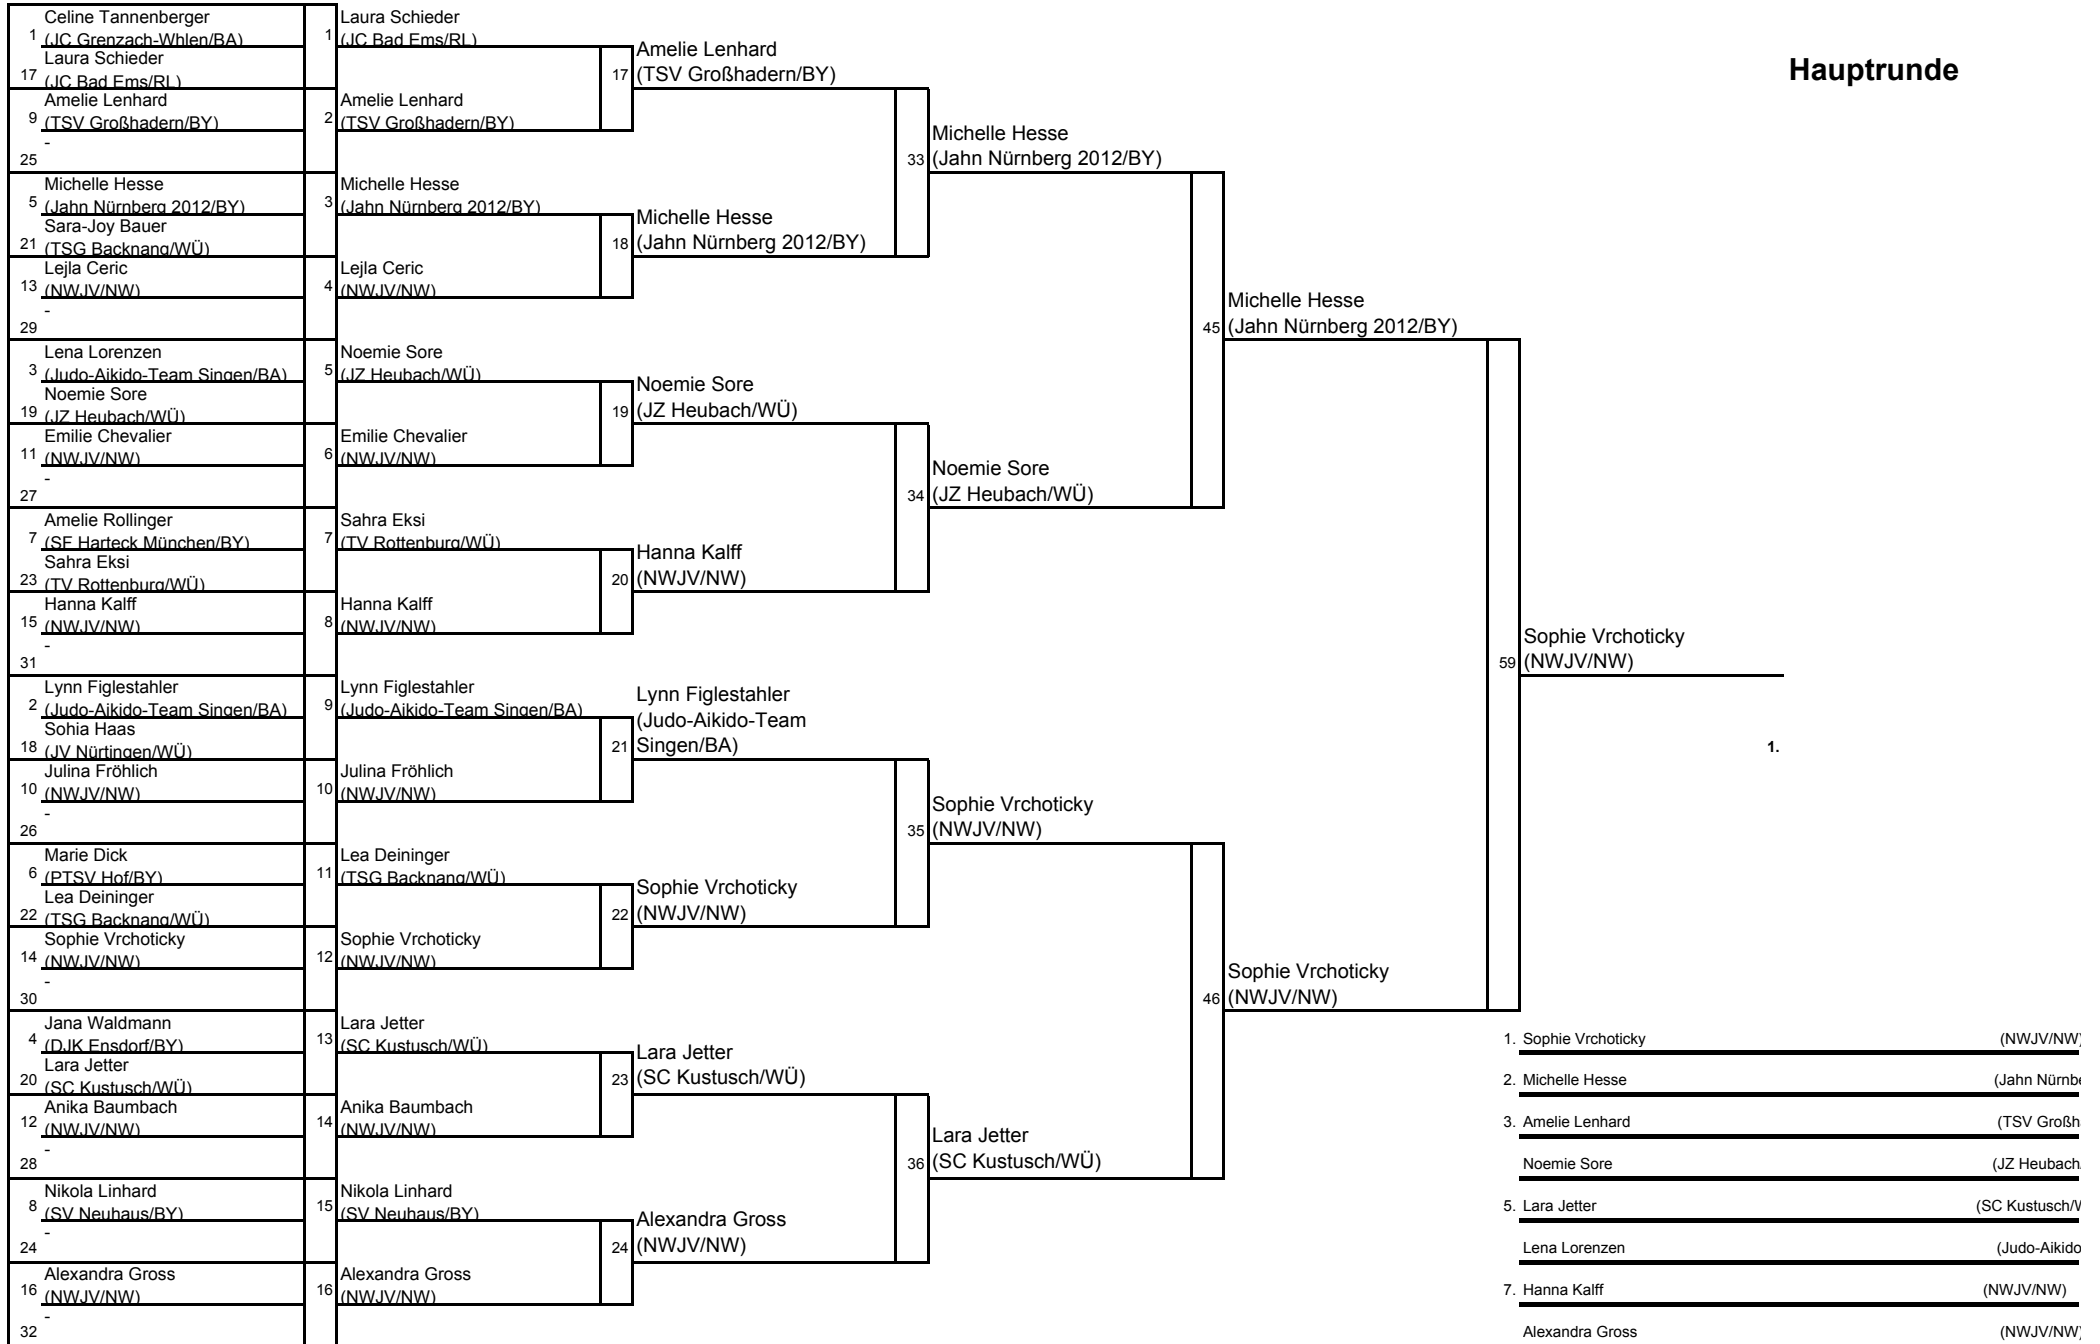 Hauptrunde
Celine Tannenberger
1 (JC Grenzach-Whlen/BA)
Laura Schieder
17 (JC Bad Ems/RL)
Amelie Lenhard
9 (TSV Großhadern/BY)
-
25
Michelle Hesse
5 (Jahn Nürnberg 2012/BY)
Sara-Joy Bauer
21 (TSG Backnang/WÜ)
Lejla Ceric
13 (NWJV/NW)
-
29
Lena Lorenzen
3 (Judo-Aikido-Team Singen/BA)
Noemie Sore
19 (JZ Heubach/WÜ)
Emilie Chevalier
11 (NWJV/NW)
-
27
Amelie Rollinger
7 (SF Harteck München/BY)
Sahra Eksi
23 (TV Rottenburg/WÜ)
Hanna Kalff
15 (NWJV/NW)
-
31
Lynn Figlestahler
2 (Judo-Aikido-Team Singen/BA)
Sohia Haas
18 (JV Nürtingen/WÜ)
Julina Fröhlich
10 (NWJV/NW)
-
26
Marie Dick
6 (PTSV Hof/BY)
Lea Deininger
22 (TSG Backnang/WÜ)
Sophie Vrchoticky
14 (NWJV/NW)
-
30
Jana Waldmann
4 (DJK Ensdorf/BY)
Lara Jetter
20 (SC Kustusch/WÜ)
Anika Baumbach
12 (NWJV/NW)
-
28
Nikola Linhard
8 (SV Neuhaus/BY)
-
24
Alexandra Gross
16 (NWJV/NW)
-
32
Laura Schieder
1 (JC Bad Ems/RL)
Amelie Lenhard
2 (TSV Großhadern/BY)
Michelle Hesse
3 (Jahn Nürnberg 2012/BY)
Lejla Ceric
4 (NWJV/NW)
Noemie Sore
5 (JZ Heubach/WÜ)
Emilie Chevalier
6 (NWJV/NW)
Sahra Eksi
7 (TV Rottenburg/WÜ)
Hanna Kalff
8 (NWJV/NW)
Lynn Figlestahler
9 (Judo-Aikido-Team Singen/BA)
Julina Fröhlich
10 (NWJV/NW)
Lea Deininger
11 (TSG Backnang/WÜ)
Sophie Vrchoticky
12 (NWJV/NW)
Lara Jetter
13 (SC Kustusch/WÜ)
Anika Baumbach
14 (NWJV/NW)
Nikola Linhard
15 (SV Neuhaus/BY)
Alexandra Gross
16 (NWJV/NW)
Amelie Lenhard
17 (TSV Großhadern/BY)
Michelle Hesse
18 (Jahn Nürnberg 2012/BY)
Noemie Sore
19 (JZ Heubach/WÜ)
Hanna Kalff
20 (NWJV/NW)
Lynn Figlestahler
(Judo-Aikido-Team
21 Singen/BA)
Sophie Vrchoticky
22 (NWJV/NW)
Lara Jetter
23 (SC Kustusch/WÜ)
Alexandra Gross
24 (NWJV/NW)
Michelle Hesse
33 (Jahn Nürnberg 2012/BY)
Noemie Sore
34 (JZ Heubach/WÜ)
Sophie Vrchoticky
35 (NWJV/NW)
Lara Jetter
36 (SC Kustusch/WÜ)
Michelle Hesse
45 (Jahn Nürnberg 2012/BY)
Sophie Vrchoticky
46 (NWJV/NW)
Sophie Vrchoticky
59 (NWJV/NW)
1.
1. Sophie Vrchoticky (NWJV/NW)
2. Michelle Hesse (Jahn Nürnbe
3. Amelie Lenhard (TSV Großh
Noemie Sore (JZ Heubach/
5. Lara Jetter (SC Kustusch/W
Lena Lorenzen (Judo-Aikido
7. Hanna Kalff (NWJV/NW)
Alexandra Gross (NWJV/NW)